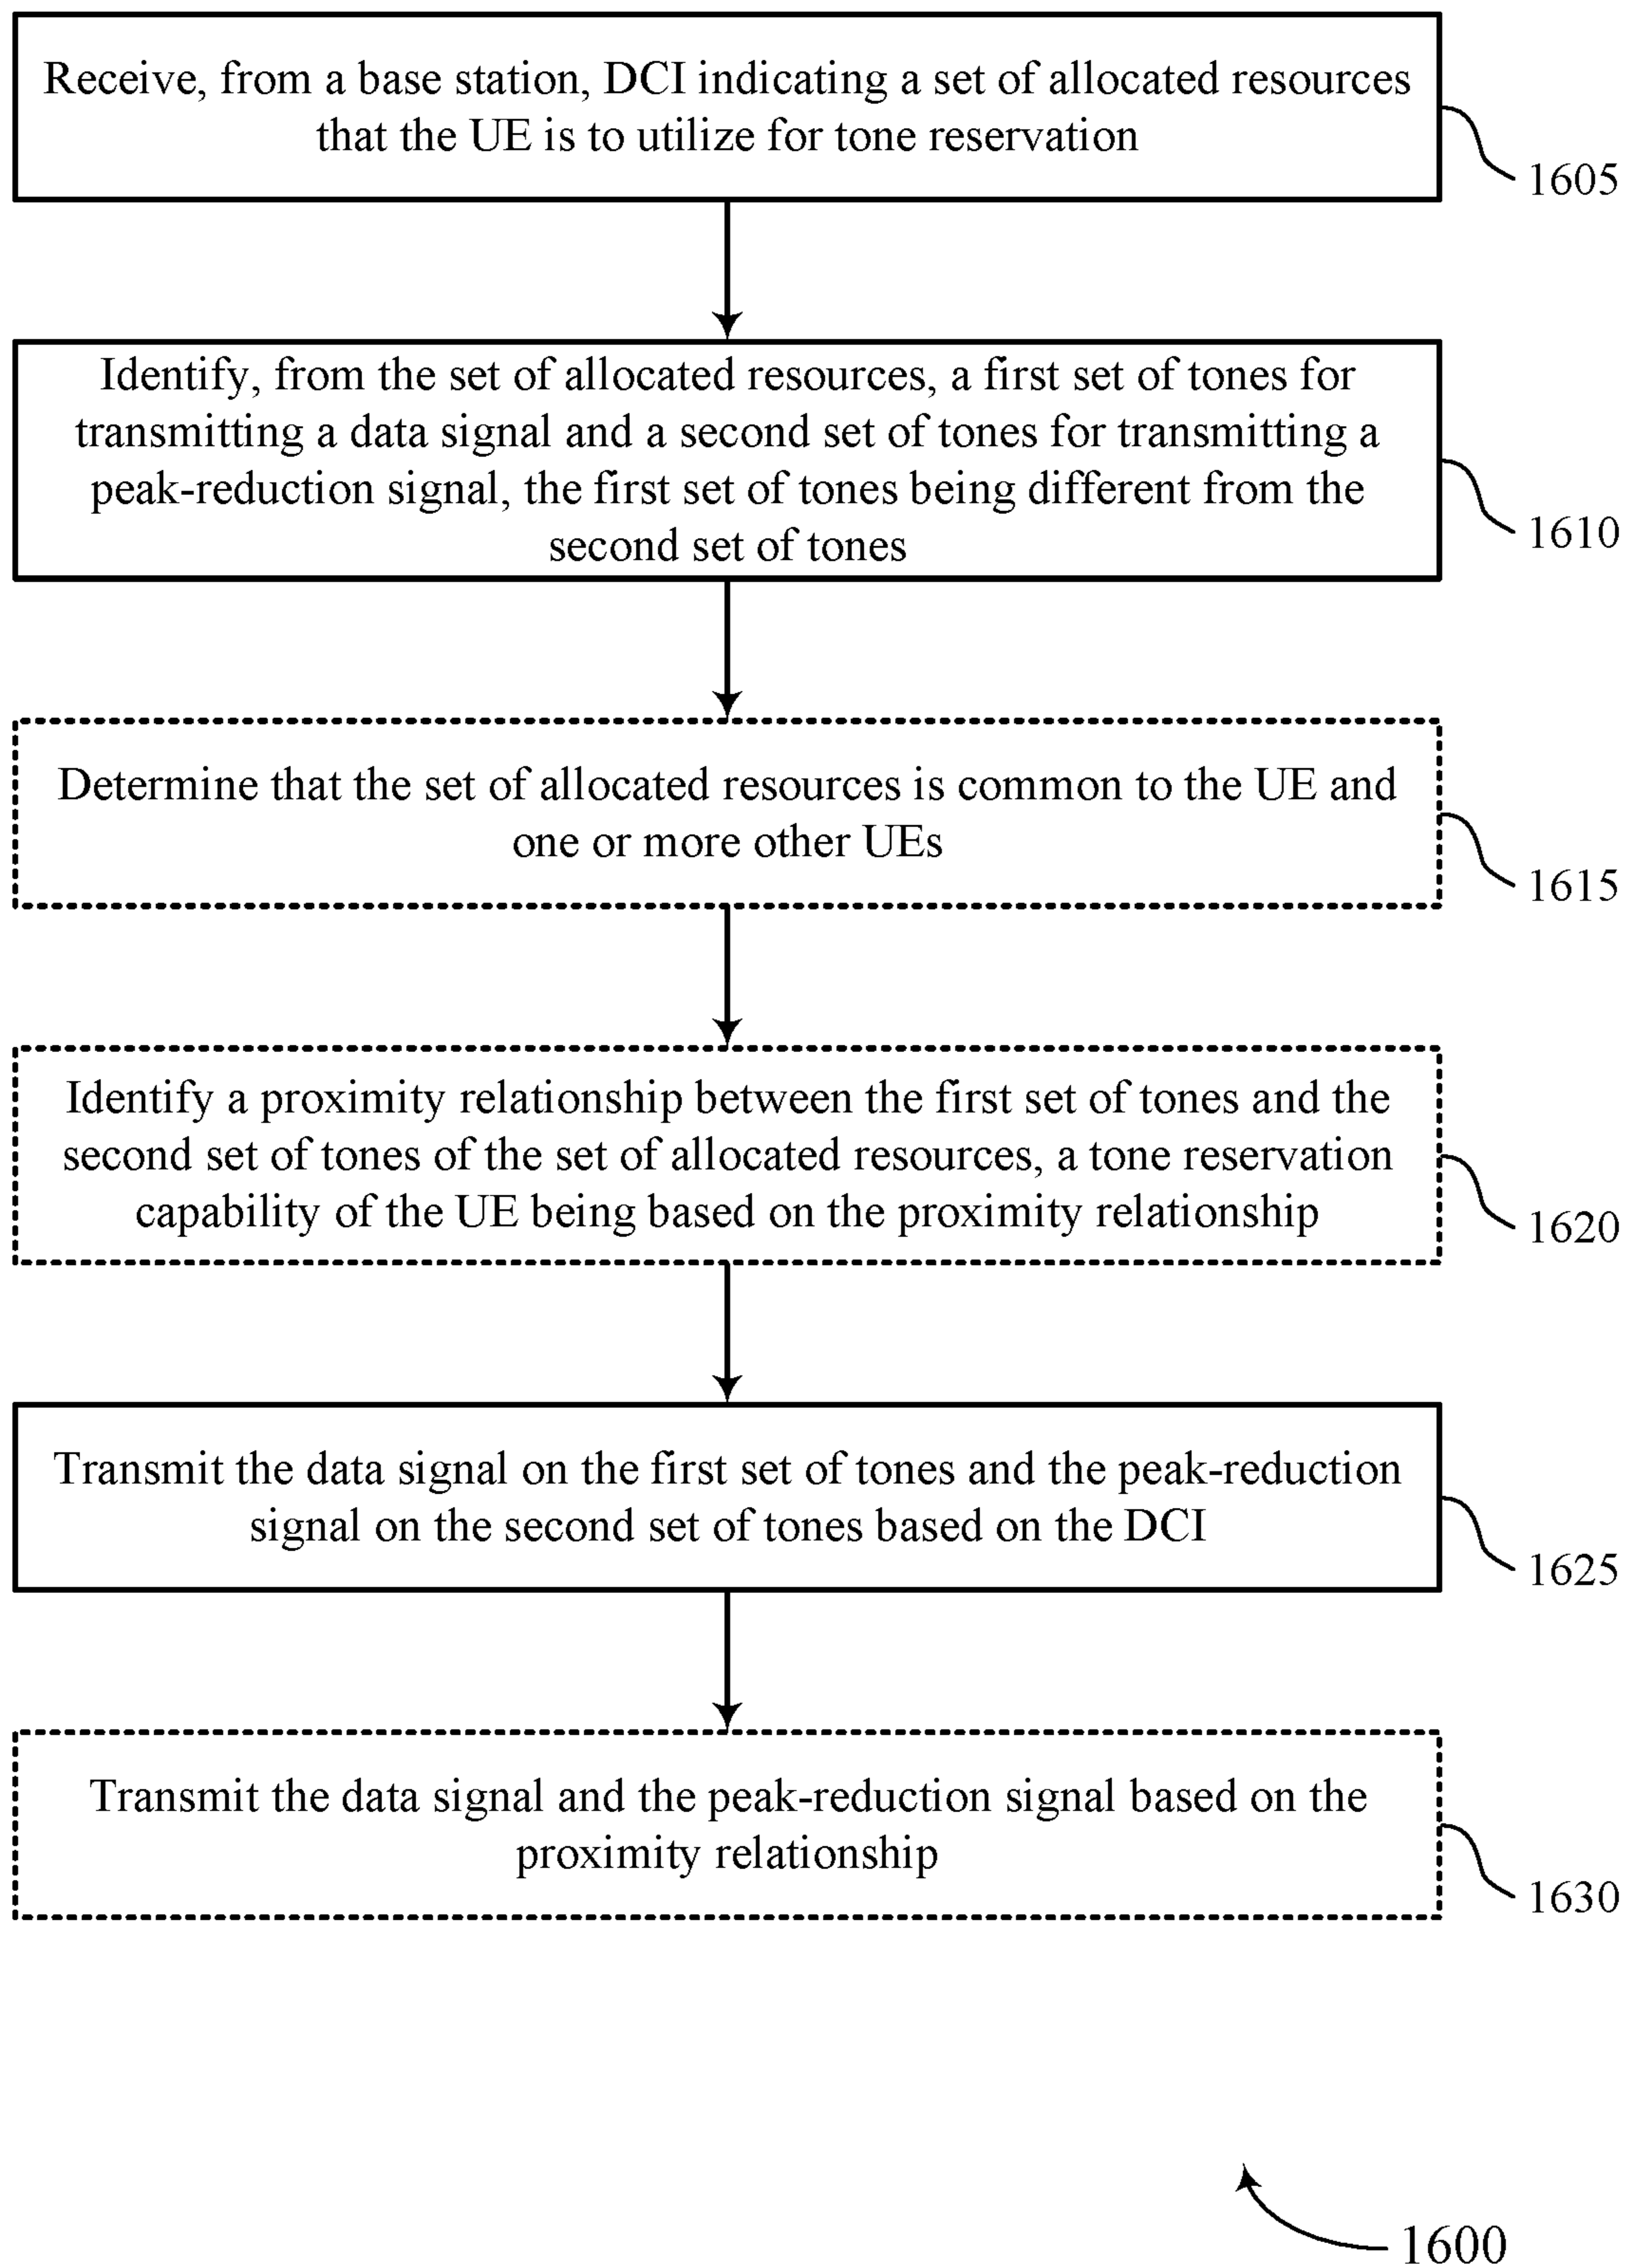 Receive, from a base station, DCI indicating a set of allocated resources
that the UE is to utilize for tone reservation
1605
Identify, from the set of allocated resources, a first set of tones for
transmitting a data signal and a second set of tones for transmitting a
peak-reduction signal, the first set of tones being different from the
second set of tones
1610
Determine that the set of allocated resources is common to the UE and
one or more other UEs
1615
Identify a proximity relationship between the first set of tones and the
second set of tones of the set of allocated resources, a tone reservation
capability of the UE being based on the proximity relationship
1620
Transmit the data signal on the first set of tones and the peak-reduction
signal on the second set of tones based on the DCI
1625
Transmit the data signal and the peak-reduction signal based on the
proximity relationship
1630
1600